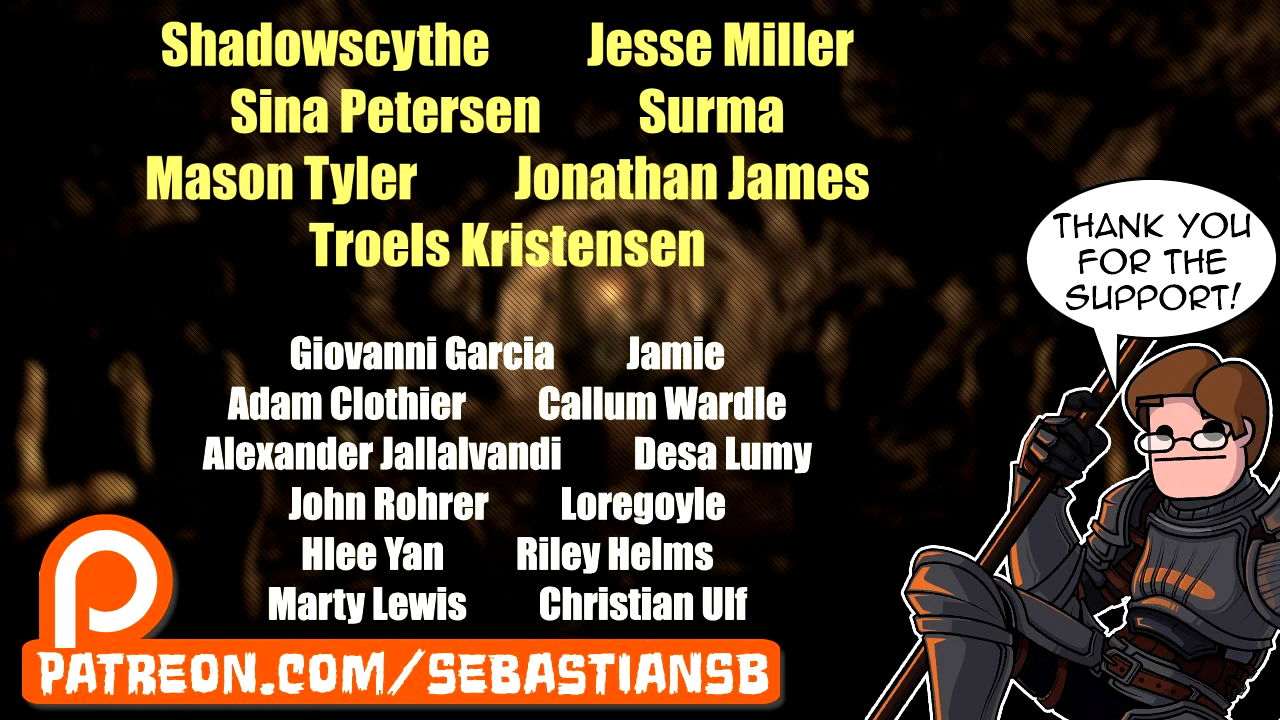 Shadowscythe Jesse Miller
Sina Petersen Surma
Mason Tyler Jonathan James
Troels Kristensen
THANK YOU
FOR THE
SUPPORT!
Giovanni Garcia Jamie
Adam Clothier Callum Wardle
Alexander Jallalvandi Desa Lumy
John Rohrer Loregoyle
Hlee Yan Riley Helms
Marty Lewis Christian Ulf
PATREON.COM/SEBASTIANSB